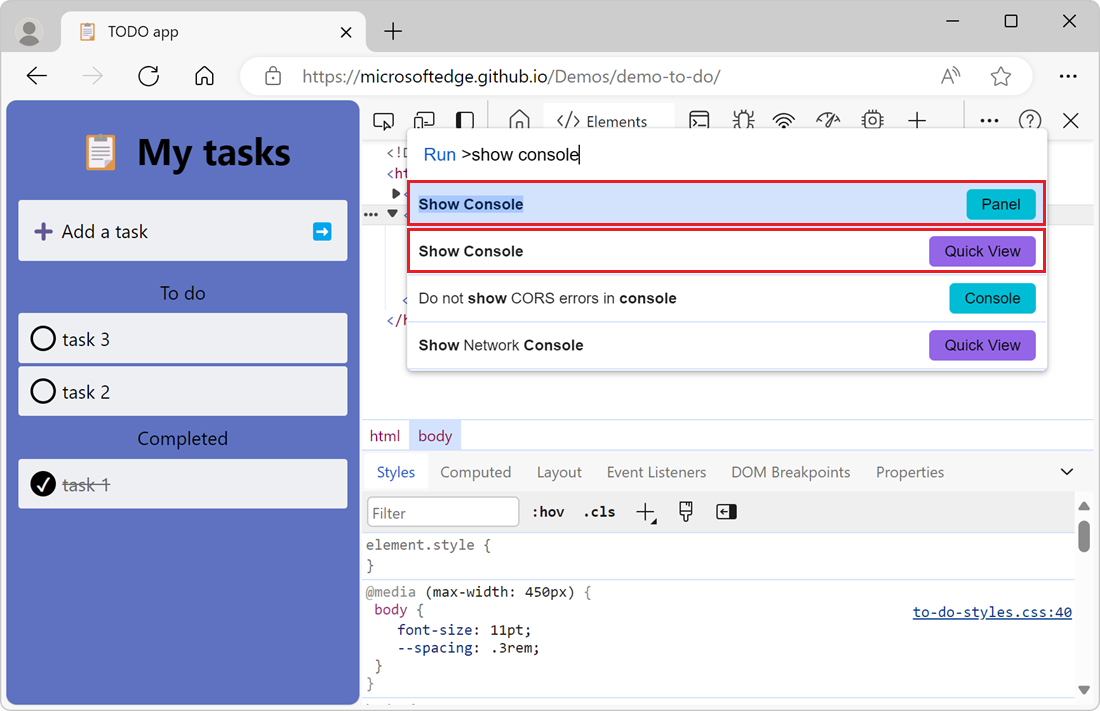 TODO app
https://microsoftedge.github.io/Demos/demo-to-do/
My tasks
Add a task
To do
task 3
task 2
Completed
task 1
</> Elements
Run >show console
Show Console Panel
Show Console Quick View
Do not show CORS errors in console Console
Show Network Console Quick View
html body
Styles Computed Layout Event Listeners DOM Breakpoints Properties
Filter :hov .cls
element.style {
}
@media (max-width: 450px) {
body { to-do-styles.css:40
font-size: 11pt;
--spacing: .3rem;
}
}